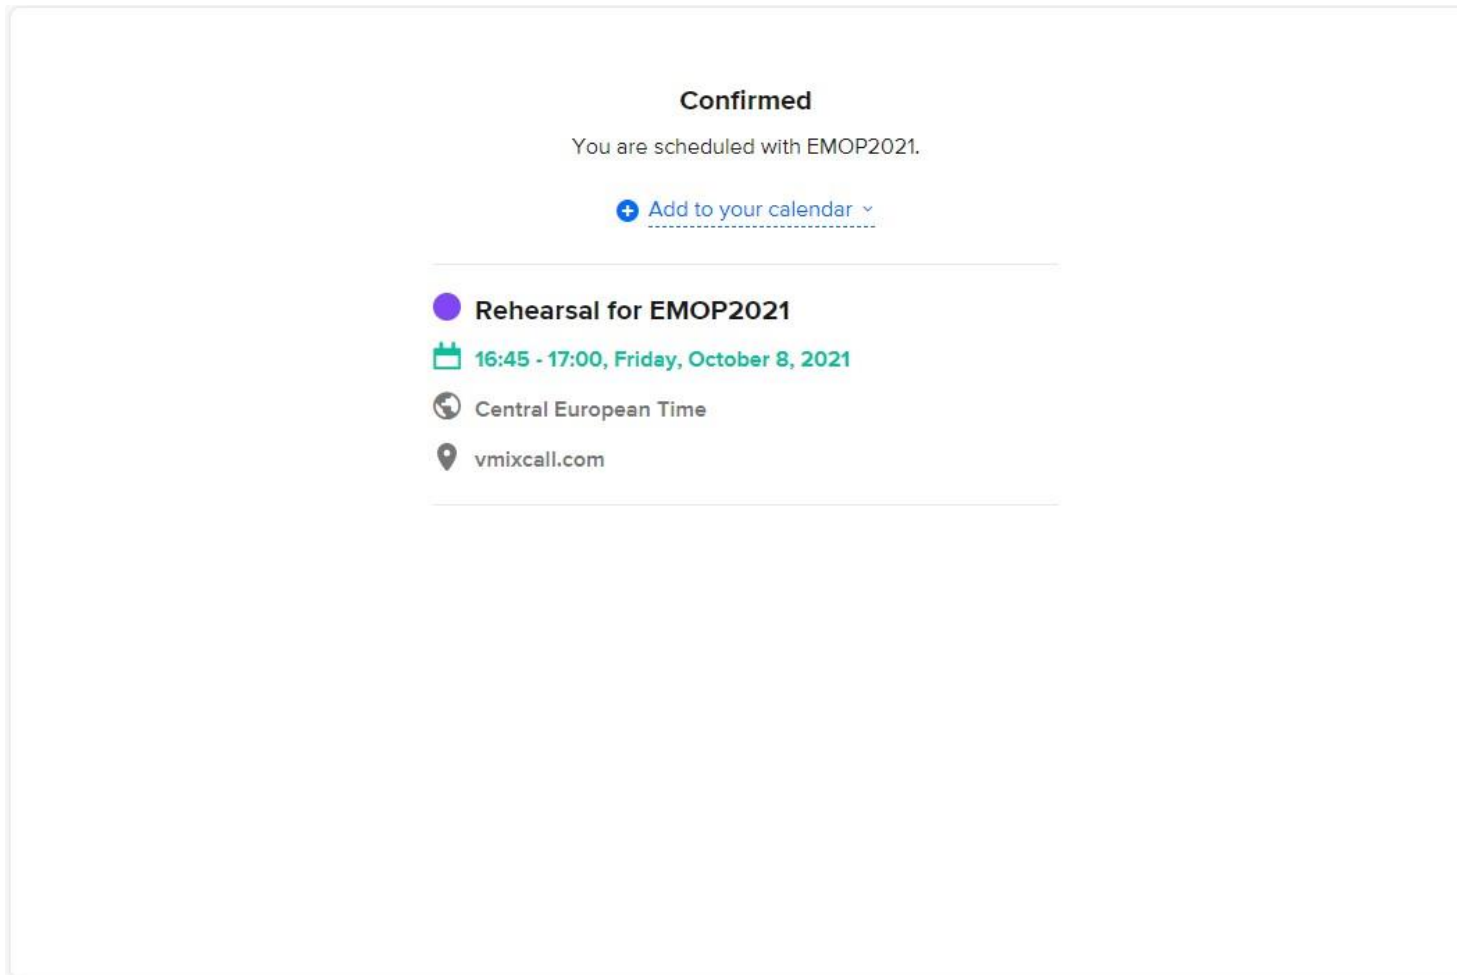 Confirmed
You are scheduled with EMOP2021.
Add to your calendar
Rehearsal for EMOP2021
16:45 - 17:00, Friday, October 8, 2021
Central European Time
vmixcall.com